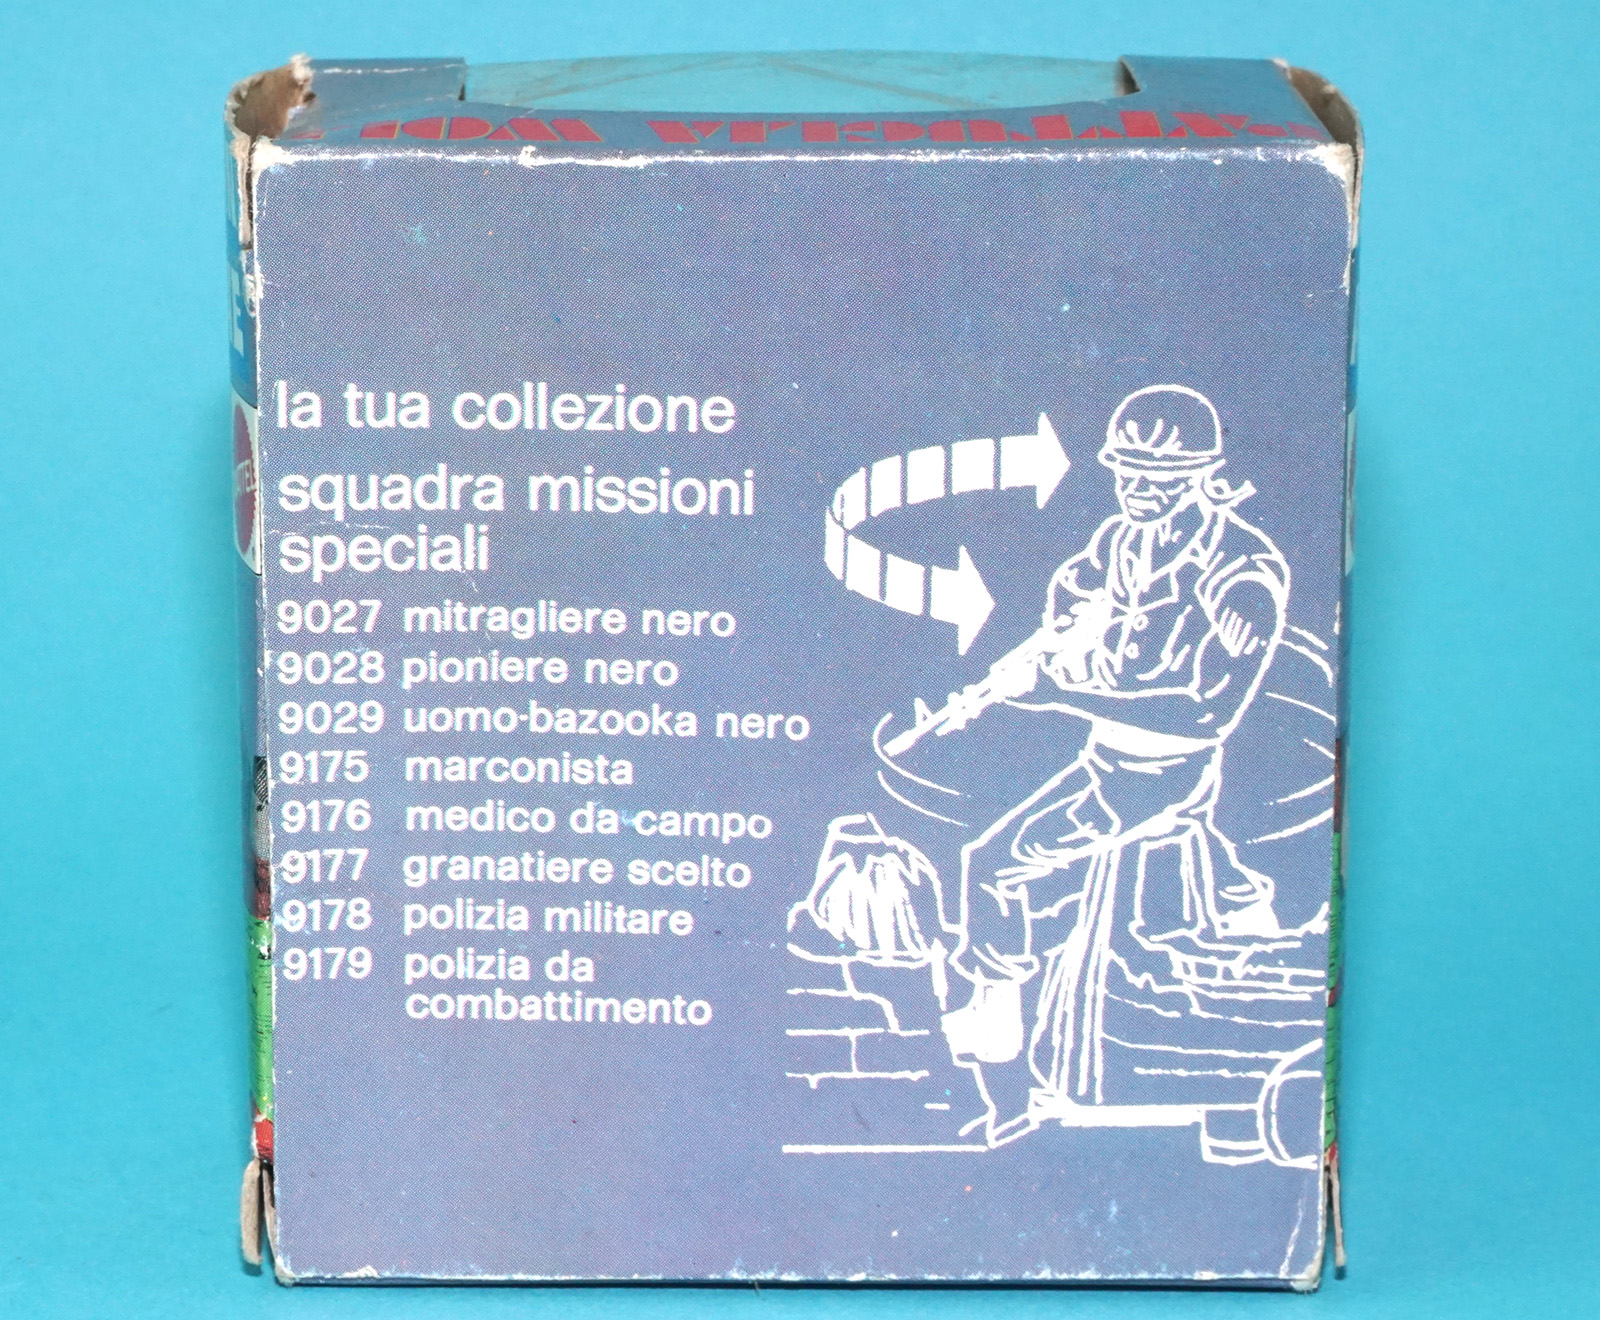 la tua collezione
squadra missioni
speciali
9027 mitragliere nero
9028 pioniere nero
9029 uomo-bazooka nero
9175 marconista
9176 medico da campo
9177 granatiere scelto
9178 polizia militare
9179 polizia da
combattimento